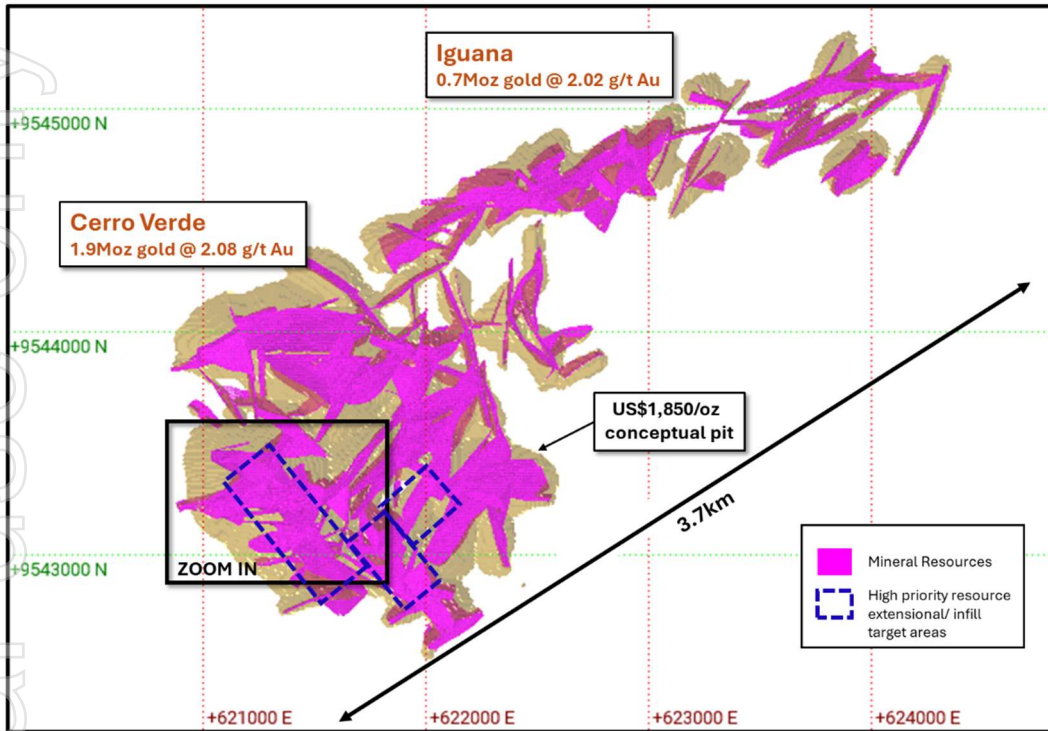 Iguana
0.7Moz gold @ 2.02 g/t Au
+9545000 N
Cerro Verde
1.9Moz gold @ 2.08 g/t Au
+9544000 N
US$1,850/oz
conceptual pit
3.7km
ZOOM IN
+9543000 N
Mineral Resources
High priority resource
extensional/ infill
target areas
+621000 E
+622000 E
+623000 E
+624000 E